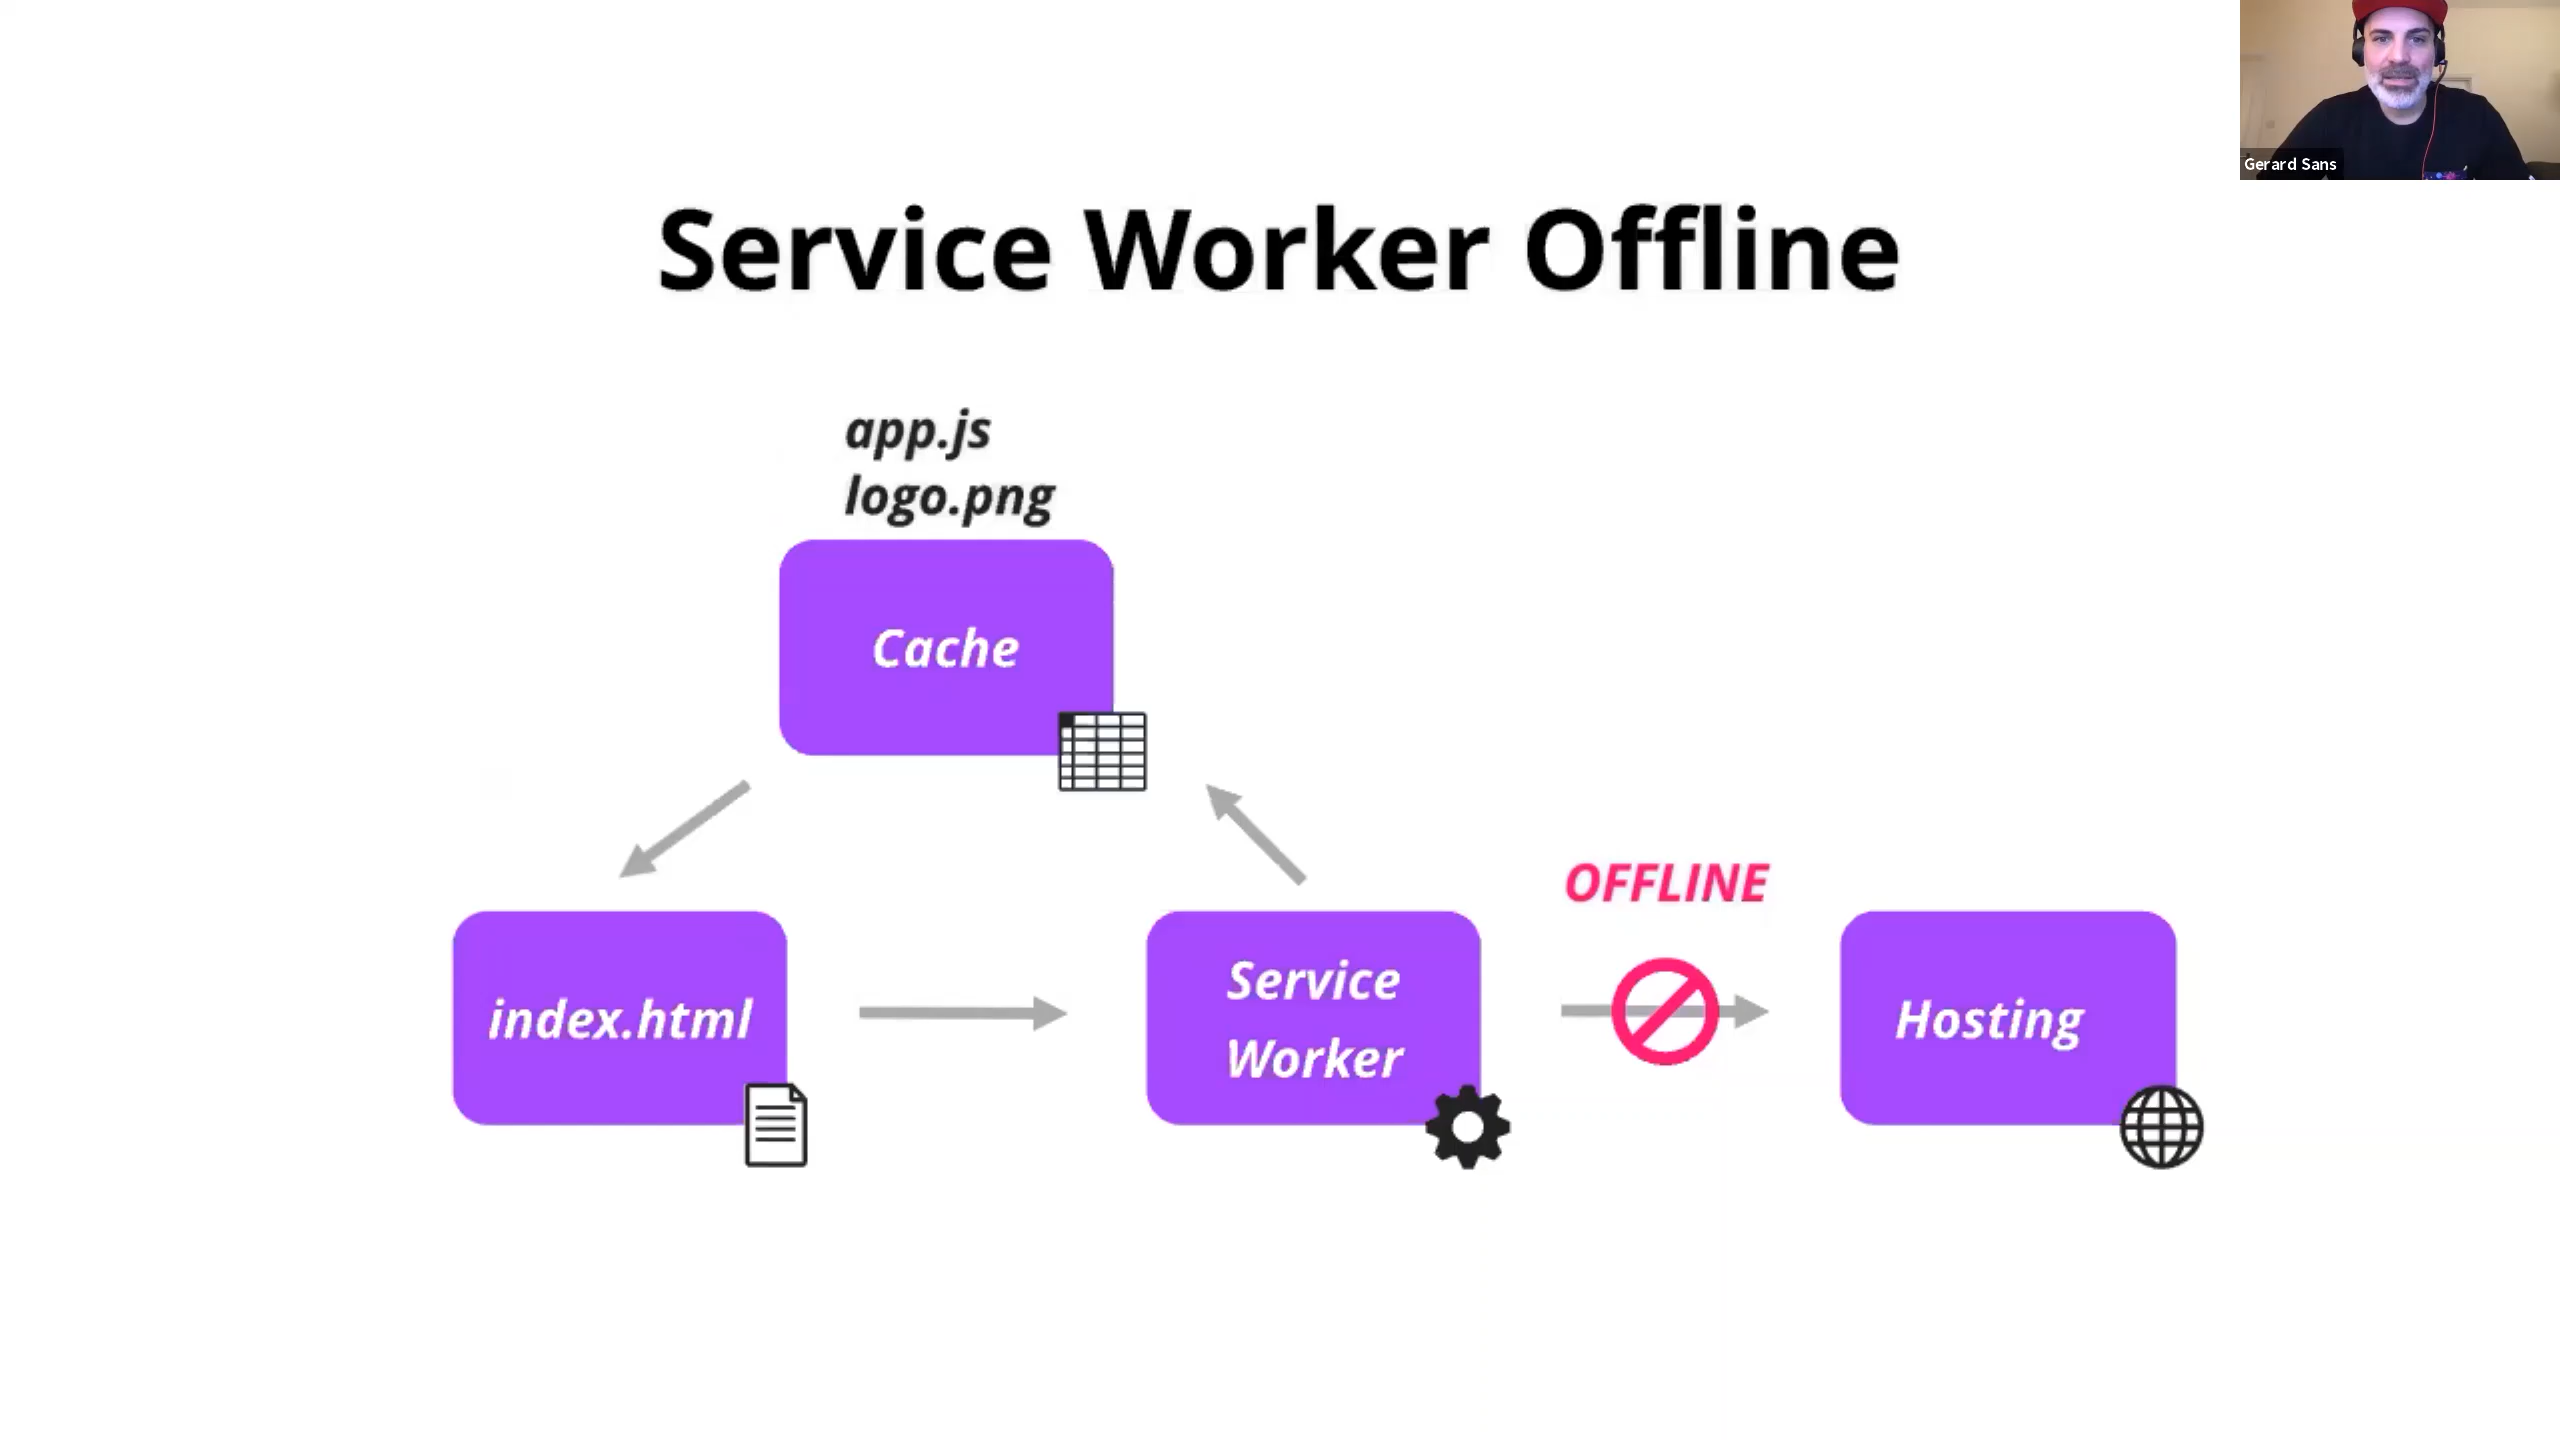 Gerard Sans
Service Worker Offline
app.js
logo.png
Cache
OFFLINE
index.html
Service
Worker
Hosting